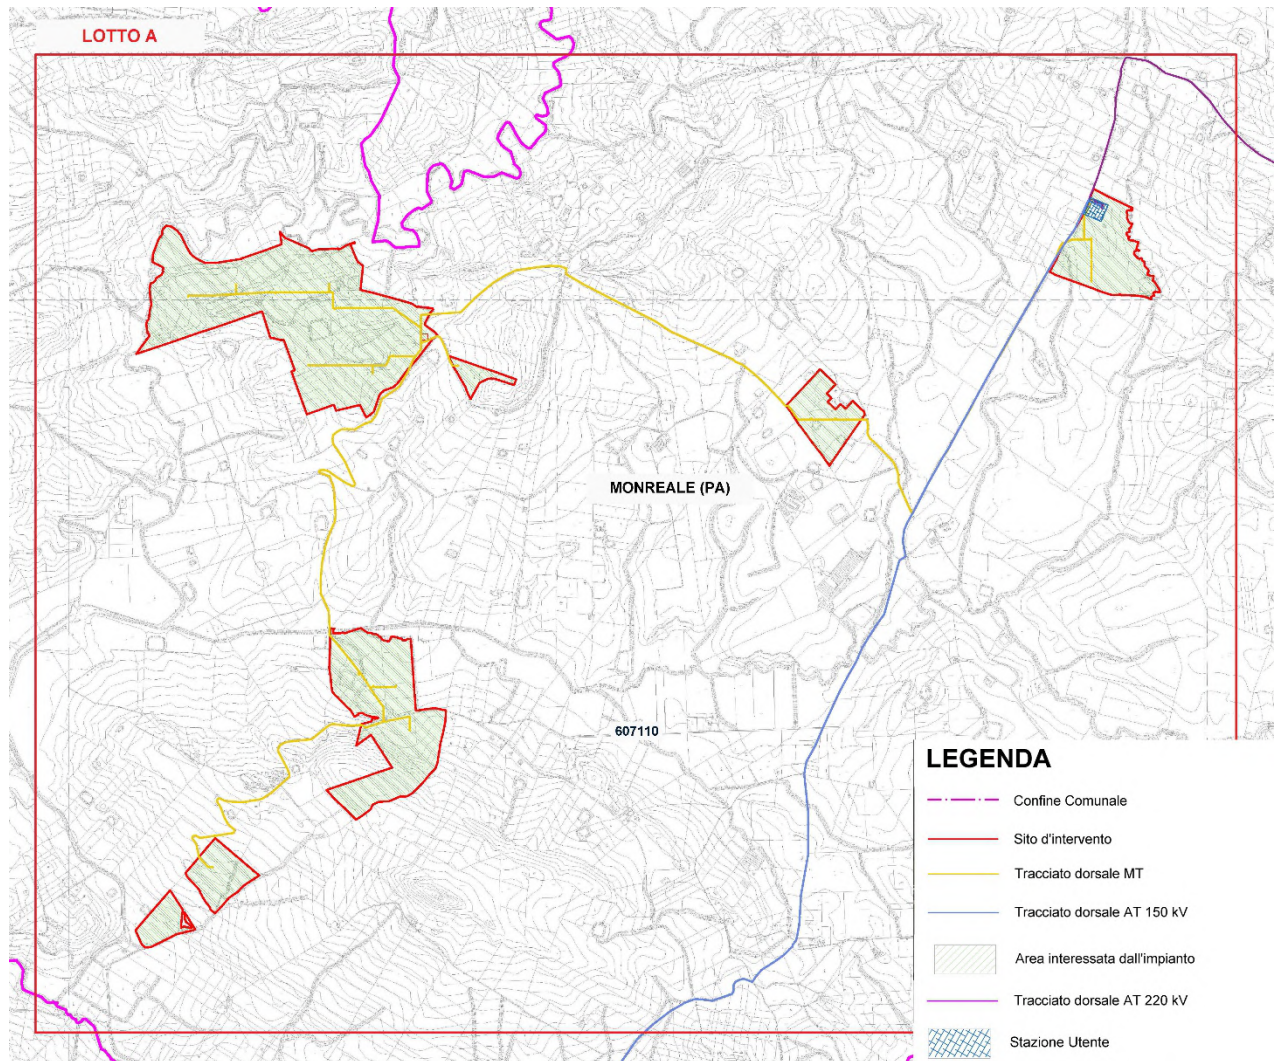 LOTTO A
MONREALE (PA)
607110
LEGENDA
Confine Comunale
Sito d'intervento
Tracciato dorsale MT
Tracciato dorsale AT 150 kV
Area interessata dall'impianto
Tracciato dorsale AT 220 kV
Stazione Utente